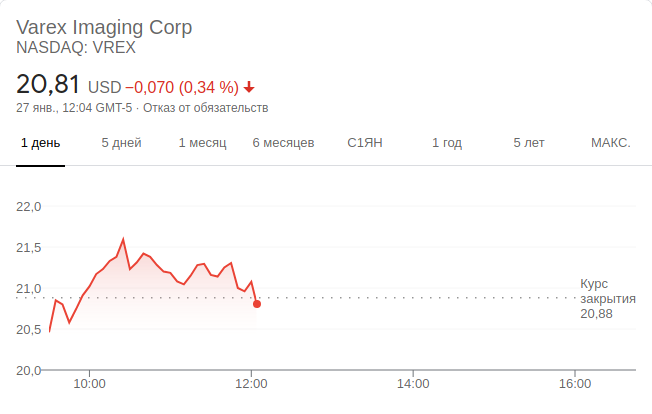 Varex Imaging Corp
NASDAQ: VREX
20,81 USD −0,070 (0,34 %)
27 янв., 12:04 GMT-5 · Отказ от обязательств
1 день 5 дней 1 месяц 6 месяцев С1ЯН 1 год 5 лет МАКС.
22,0
21,5
21,0
20,5
20,0
Курс
закрытия
20,88
10:00 12:00 14:00 16:00